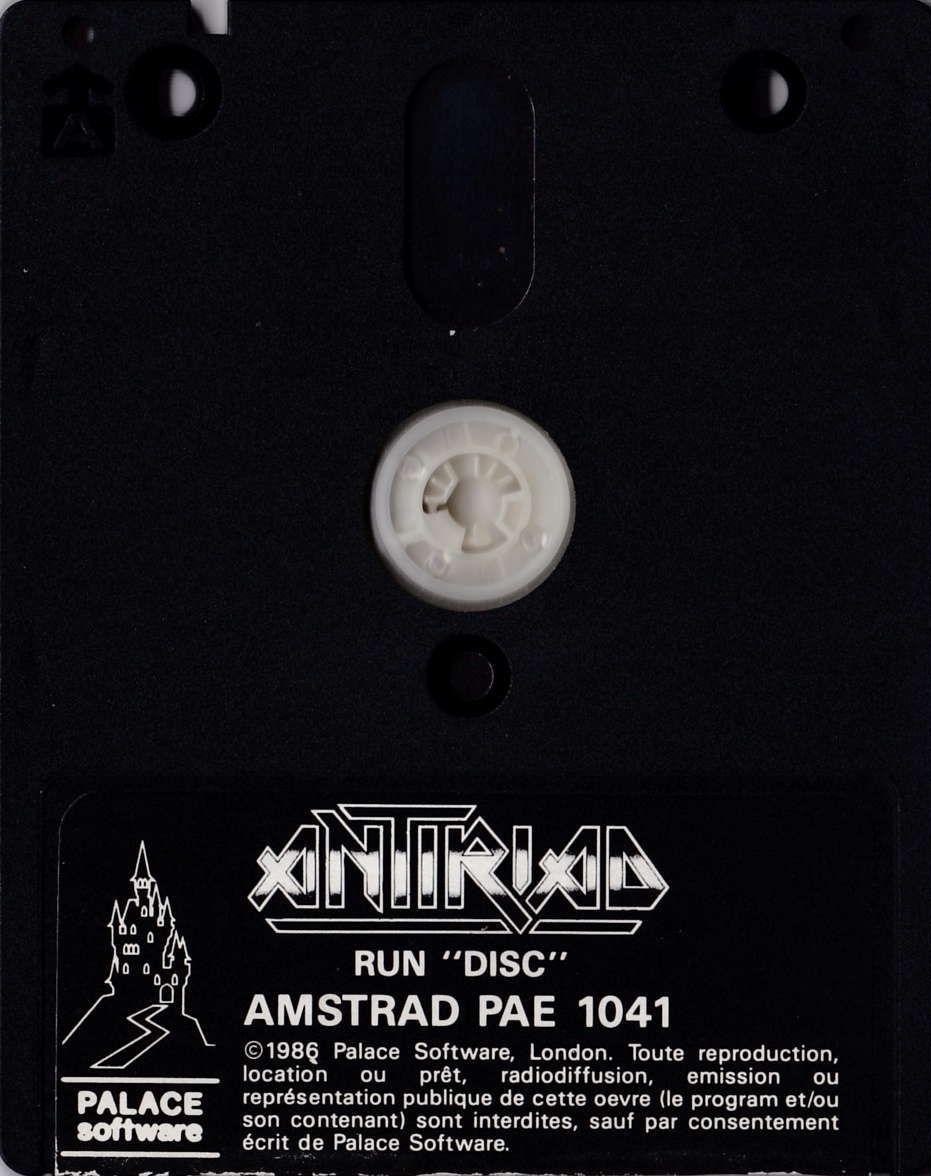 ANTIRIAD
RUN "DISC"
AMSTRAD PAE 1041
©1986 Palace Software, London. Toute reproduction,
location ou prêt, radiodiffusion, emission ou
représentation publique de cette oevre (le program et/ou
son contenant) sont interdites, sauf par consentement
écrit de Palace Software.
PALACE
software
A